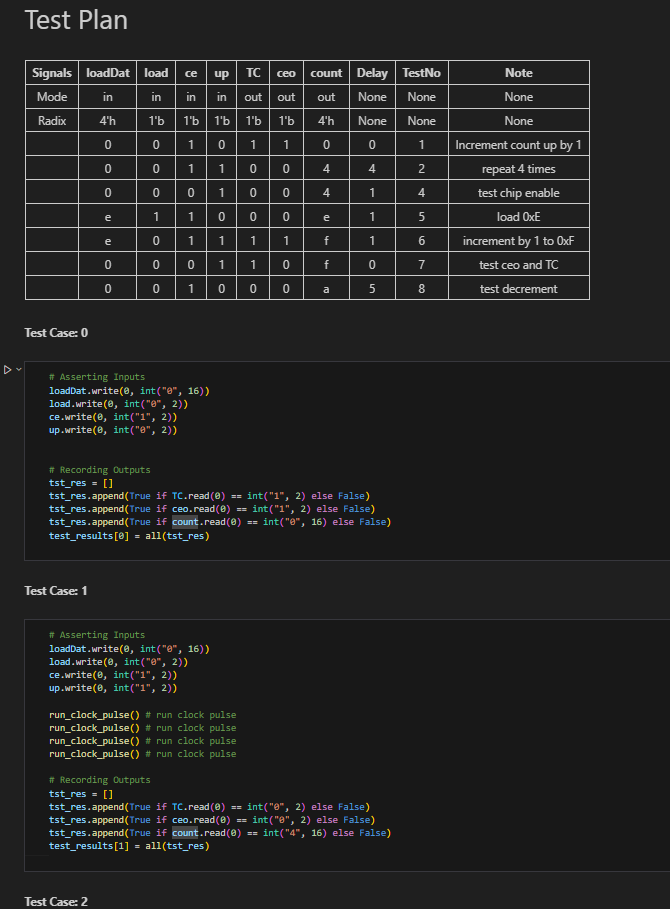 Test Plan
Signals loadDat load ce up TC ceo count Delay TestNo Note
Mode in in in in out out out None None None
Radix 4'h 1'b 1'b 1'b 1'b 1'b 4'h None None None
0 0 1 0 1 1 0 0 1 Increment count up by 1
0 0 1 1 0 0 4 4 2 repeat 4 times
0 0 0 1 0 0 4 1 4 test chip enable
e 1 1 0 0 0 e 1 5 load 0xE
e 0 1 1 1 1 f 1 6 increment by 1 to 0xF
0 0 0 1 1 0 f 0 7 test ceo and TC
0 0 1 0 0 0 a 5 8 test decrement
Test Case: 0
# Asserting Inputs
loadDat.write(0, int("0", 16))
load.write(0, int("0", 2))
ce.write(0, int("1", 2))
up.write(0, int("0", 2))
# Recording Outputs
tst_res = []
tst_res.append(True if TC.read(0) == int("1", 2) else False)
tst_res.append(True if ceo.read(0) == int("1", 2) else False)
tst_res.append(True if count.read(0) == int("0", 16) else False)
test_results[0] = all(tst_res)
Test Case: 1
# Asserting Inputs
loadDat.write(0, int("0", 16))
load.write(0, int("0", 2))
ce.write(0, int("1", 2))
up.write(0, int("1", 2))
run_clock_pulse() # run clock pulse
run_clock_pulse() # run clock pulse
run_clock_pulse() # run clock pulse
run_clock_pulse() # run clock pulse
# Recording Outputs
tst_res = []
tst_res.append(True if TC.read(0) == int("0", 2) else False)
tst_res.append(True if ceo.read(0) == int("0", 2) else False)
tst_res.append(True if count.read(0) == int("4", 16) else False)
test_results[1] = all(tst_res)
Test Case: 2